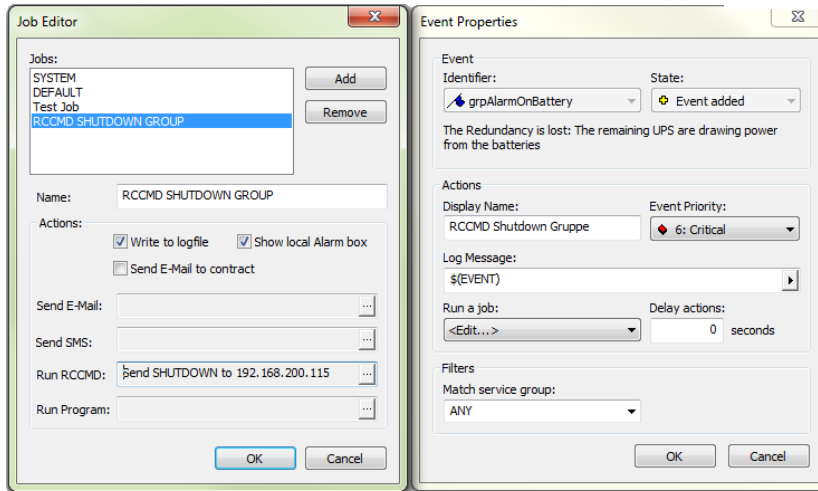 Job Editor
Jobs:
SYSTEM
DEFAULT
Test Job
RCCMD SHUTDOWN GROUP
Add
Remove
Name:
RCCMD SHUTDOWN GROUP
Actions:
Write to logfile
Show local Alarm box
Send E-Mail to contract
Send E-Mail:
...
Send SMS:
...
Run RCCMD:
Send SHUTDOWN to 192.168.200.115
...
Run Program:
...
OK
Cancel
Event Properties
Event
Identifier:
State:
grpAlarmOnBattery
Event added
The Redundancy is lost: The remaining UPS are drawing power
from the batteries
Actions
Display Name:
Event Priority:
RCCMD Shutdown Gruppe
6: Critical
Log Message:
$(EVENT)
Run a job:
Delay actions:
<Edit...>
0 seconds
Filters
Match service group:
ANY
OK
Cancel